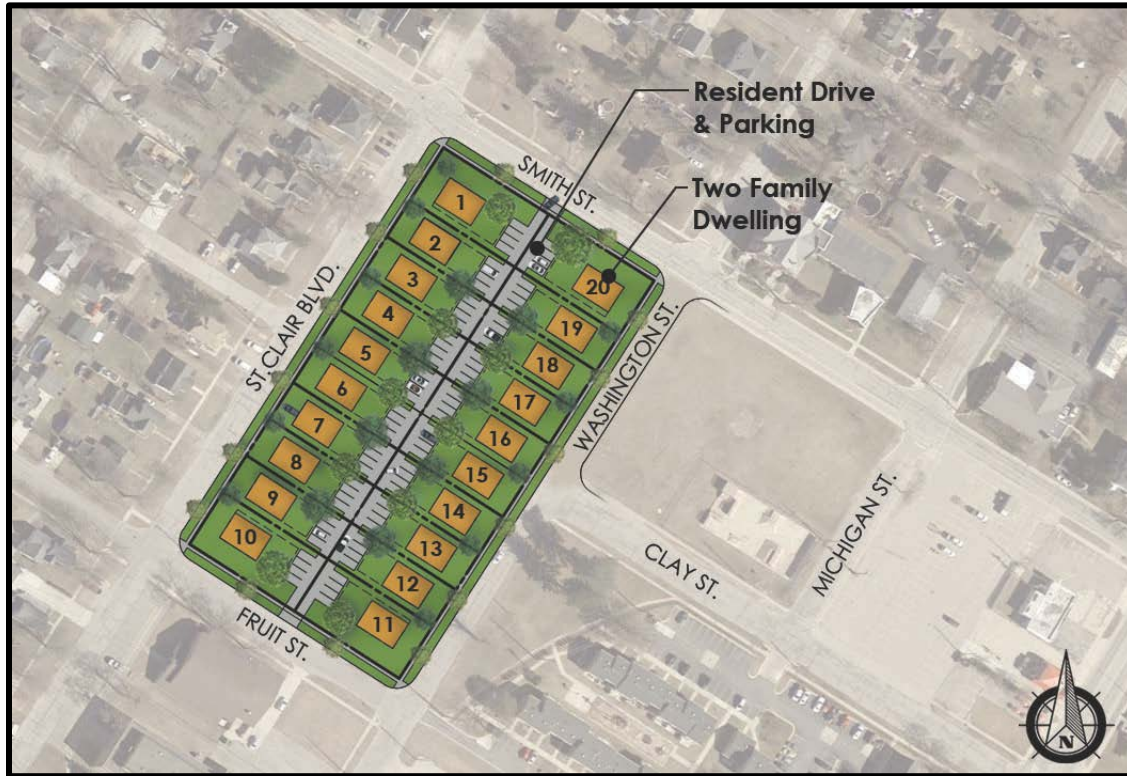 Resident Drive
& Parking
SMITH ST.
Two Family
Dwelling
1
2
3
4
5
6
7
8
9
10
11
12
13
14
15
16
17
18
19
20
ST. CLAIR BLVD.
WASHINGTON ST.
CLAY ST.
MICHIGAN ST.
FRUIT ST.
N